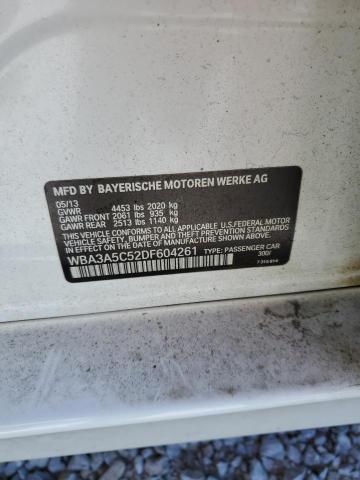 MFD BY BAYERISCHE MOTOREN WERKE AG
05/13
GVWR 4453 lbs 2020 kg
GAWR FRONT 2061 lbs 935 kg
GAWR REAR 2513 lbs 1140 kg
THIS VEHICLE CONFORMS TO ALL APPLICABLE U.S. FEDERAL MOTOR
VEHICLE SAFETY, BUMPER, AND THEFT PREVENTION STANDARDS
IN EFFECT ON THE DATE OF MANUFACTURE SHOWN ABOVE.
WBA3A5C52DF604261 TYPE: PASSENGER CAR
300/